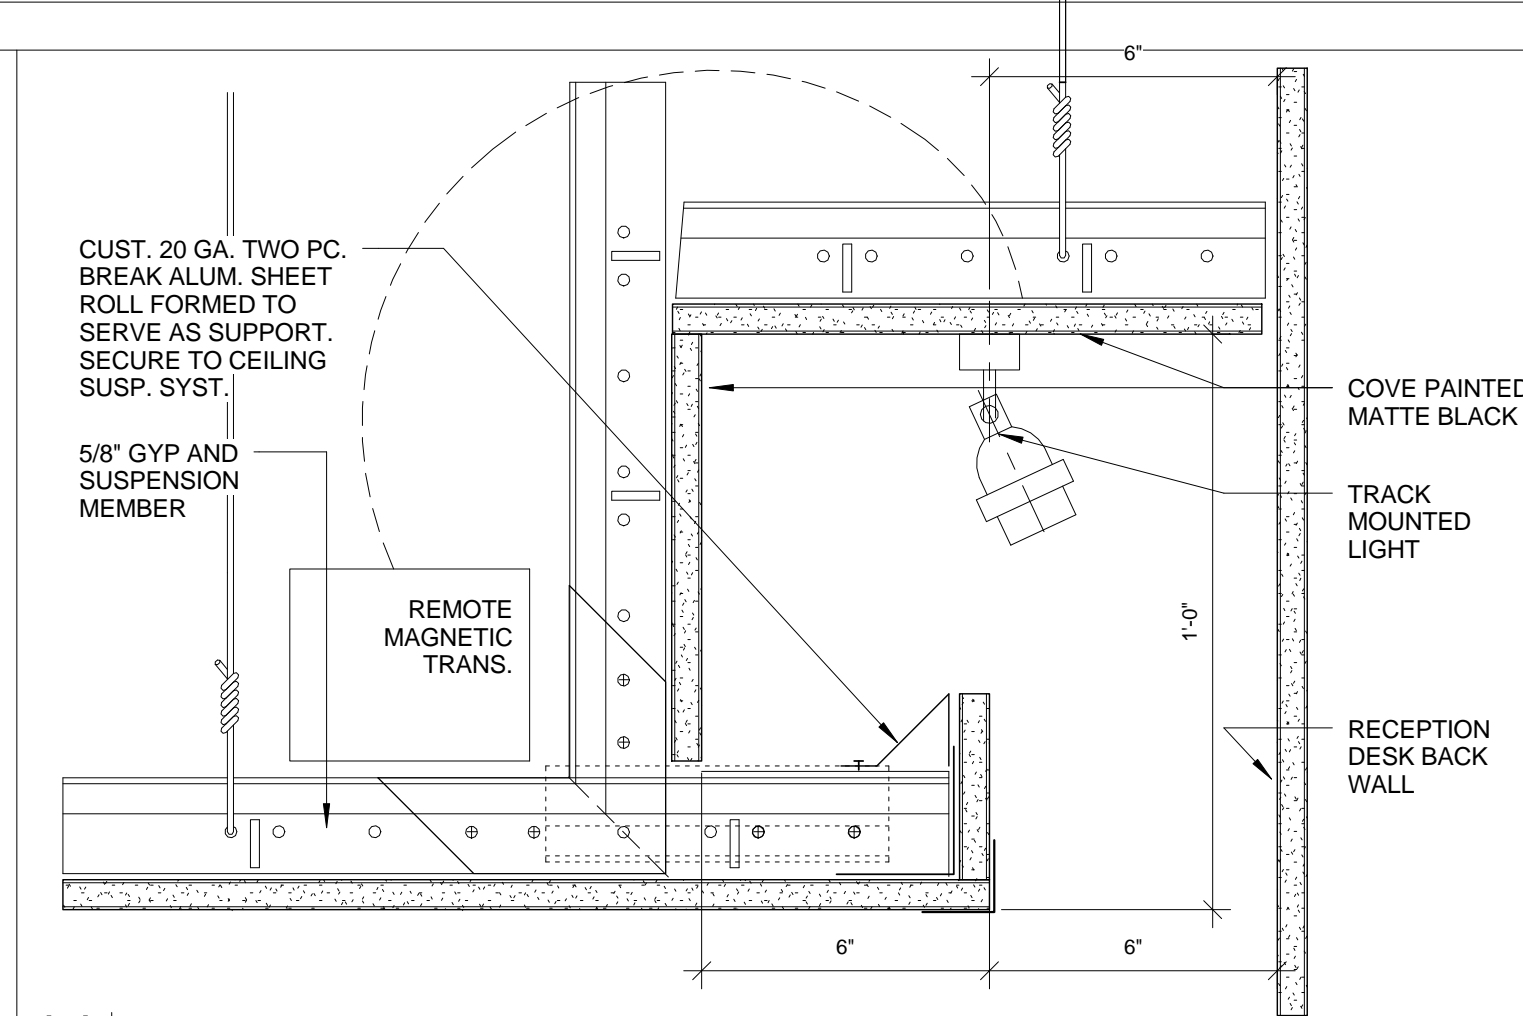 6"
CUST. 20 GA. TWO PC.
BREAK ALUM. SHEET
ROLL FORMED TO
SERVE AS SUPPORT.
SECURE TO CEILING
SUSP. SYST.
5/8" GYP AND
SUSPENSION
MEMBER
REMOTE
MAGNETIC
TRANS.
COVE PAINTED
MATTE BLACK
TRACK
MOUNTED
LIGHT
1'-0"
RECEPTION
DESK BACK
WALL
6"
6"